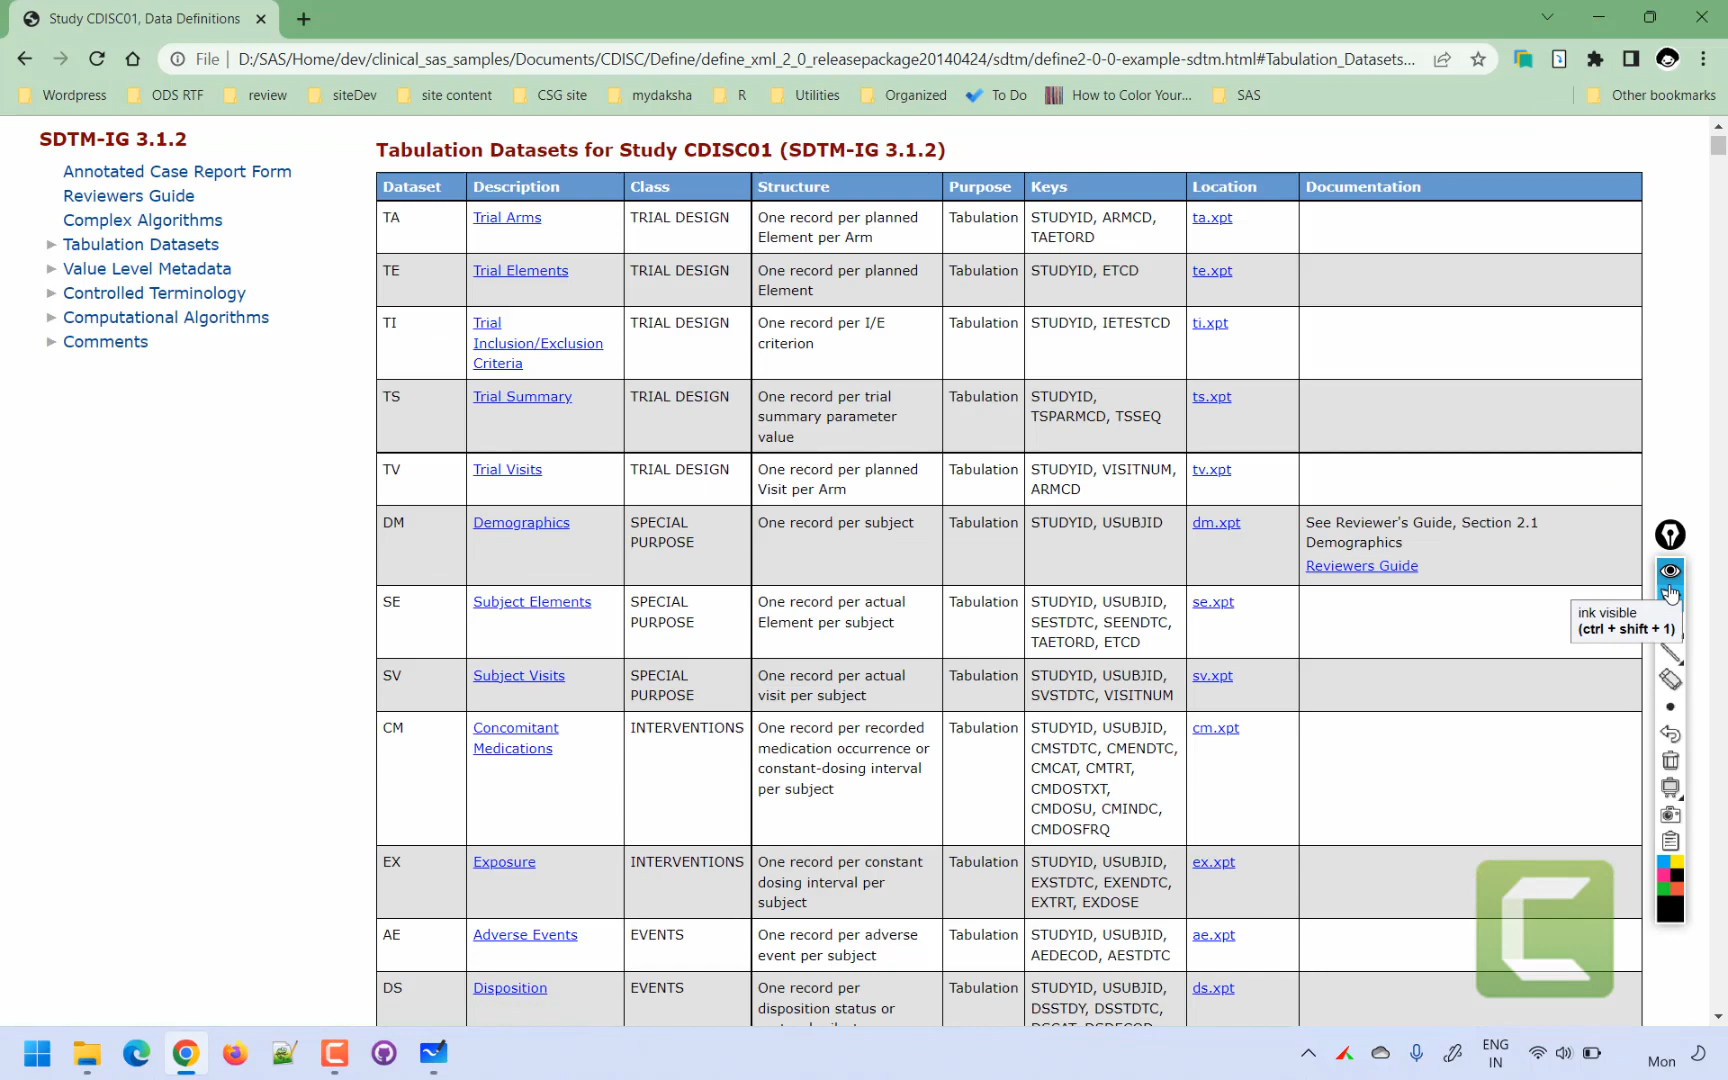 Study CDISC01, Data Definitions
File | D:/SAS/Home/dev/clinical_sas_samples/Documents/CDISC/Define/define_xml_2_0_releasepackage20140424/sdtm/define2-0-0-example-sdtm.html#Tabulation_Datasets...
Wordpress ODS RTF review siteDev site content CSG site mydaksha R Utilities Organized To Do How to Color Your... SAS Other bookmarks
SDTM-IG 3.1.2
Annotated Case Report Form
Reviewers Guide
Complex Algorithms
Tabulation Datasets
Value Level Metadata
Controlled Terminology
Computational Algorithms
Comments
Tabulation Datasets for Study CDISC01 (SDTM-IG 3.1.2)
Dataset Description Class Structure Purpose Keys Location Documentation
TA Trial Arms TRIAL DESIGN One record per planned Tabulation STUDYID, ARMCD, ta.xpt
Element per Arm TAETORD
TE Trial Elements TRIAL DESIGN One record per planned Tabulation STUDYID, ETCD te.xpt
Element
TI Trial TRIAL DESIGN One record per I/E Tabulation STUDYID, IETESTCD ti.xpt
Inclusion/Exclusion criterion
Criteria
TS Trial Summary TRIAL DESIGN One record per trial Tabulation STUDYID, ts.xpt
summary parameter TSPARMCD, TSSEQ
value
TV Trial Visits TRIAL DESIGN One record per planned Tabulation STUDYID, VISITNUM, tv.xpt
Visit per Arm ARMCD
DM Demographics SPECIAL One record per subject Tabulation STUDYID, USUBJID dm.xpt See Reviewer's Guide, Section 2.1
PURPOSE Demographics
Reviewers Guide
SE Subject Elements SPECIAL One record per actual Tabulation STUDYID, USUBJID, se.xpt
PURPOSE Element per subject SESTDTC, SEENDTC,
TAETORD, ETCD
ink visible
(ctrl + shift + 1)
SV Subject Visits SPECIAL One record per actual Tabulation STUDYID, USUBJID, sv.xpt
PURPOSE visit per subject SVSTDTC, VISITNUM
CM Concomitant INTERVENTIONS One record per recorded Tabulation STUDYID, USUBJID, cm.xpt
Medications medication occurrence or CMSTDTC, CMENDTC,
constant-dosing interval CMCAT, CMTRT,
per subject CMDOSTXT,
CMDOSU, CMINDC,
CMDOSFRQ
EX Exposure INTERVENTIONS One record per constant Tabulation STUDYID, USUBJID, ex.xpt
dosing interval per EXSTDTC, EXENDTC,
subject EXTRT, EXDOSE
AE Adverse Events EVENTS One record per adverse Tabulation STUDYID, USUBJID, ae.xpt
event per subject AEDECOD, AESTDTC
DS Disposition EVENTS One record per Tabulation STUDYID, USUBJID, ds.xpt
disposition status or DSSTDY, DSSTDTC,
ENG
IN
Mon